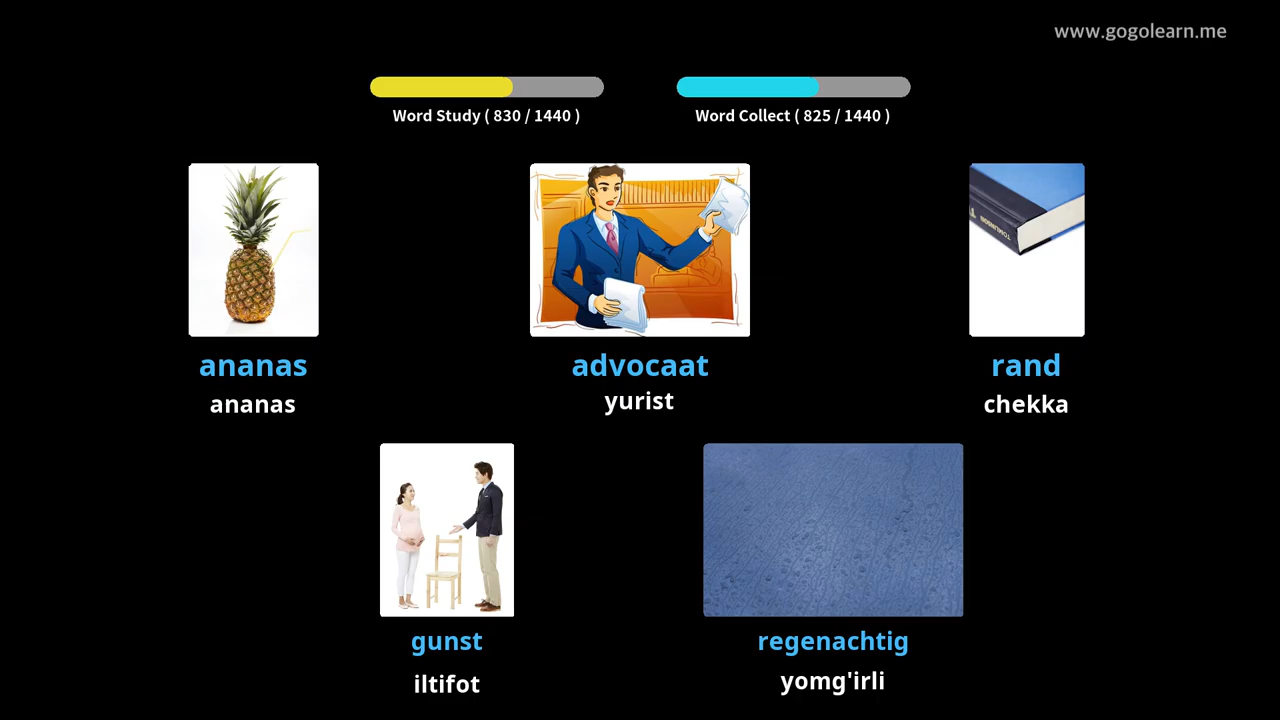 www.gogolearn.me
Word Study ( 830 / 1440 )
Word Collect ( 825 / 1440 )
TOMLINSON
ananas
ananas
advocaat
yurist
rand
chekka
gunst
iltifot
regenachtig
yomg'irli